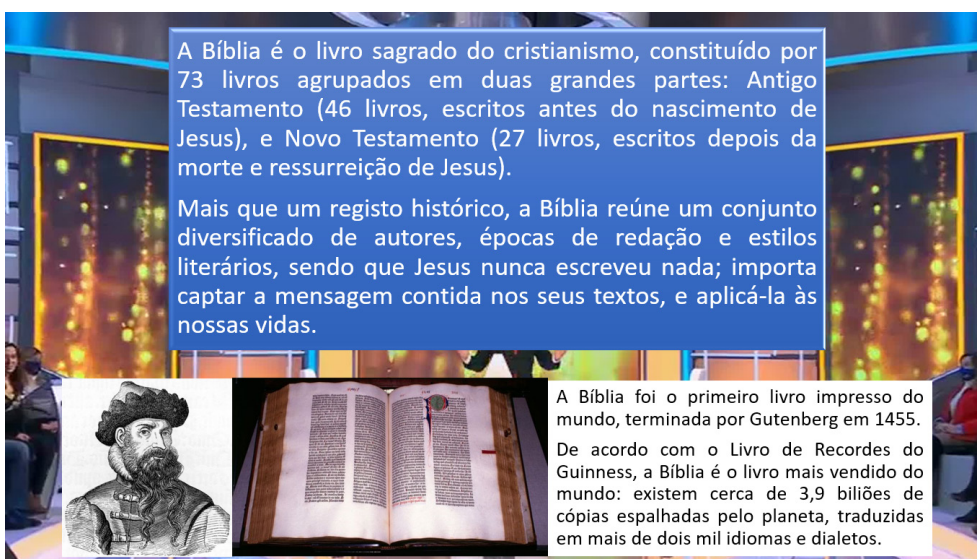 A Bíblia é o livro sagrado do cristianismo, constituído por
73 livros agrupados em duas grandes partes: Antigo
Testamento (46 livros, escritos antes do nascimento de
Jesus), e Novo Testamento (27 livros, escritos depois da
morte e ressurreição de Jesus).
Mais que um registo histórico, a Bíblia reúne um conjunto
diversificado de autores, épocas de redação e estilos
literários, sendo que Jesus nunca escreveu nada; importa
captar a mensagem contida nos seus textos, e aplicá-la às
nossas vidas.
A Bíblia foi o primeiro livro impresso do
mundo, terminada por Gutenberg em 1455.
De acordo com o Livro de Recordes do
Guinness, a Bíblia é o livro mais vendido do
mundo: existem cerca de 3,9 biliões de
cópias espalhadas pelo planeta, traduzidas
em mais de dois mil idiomas e dialetos.